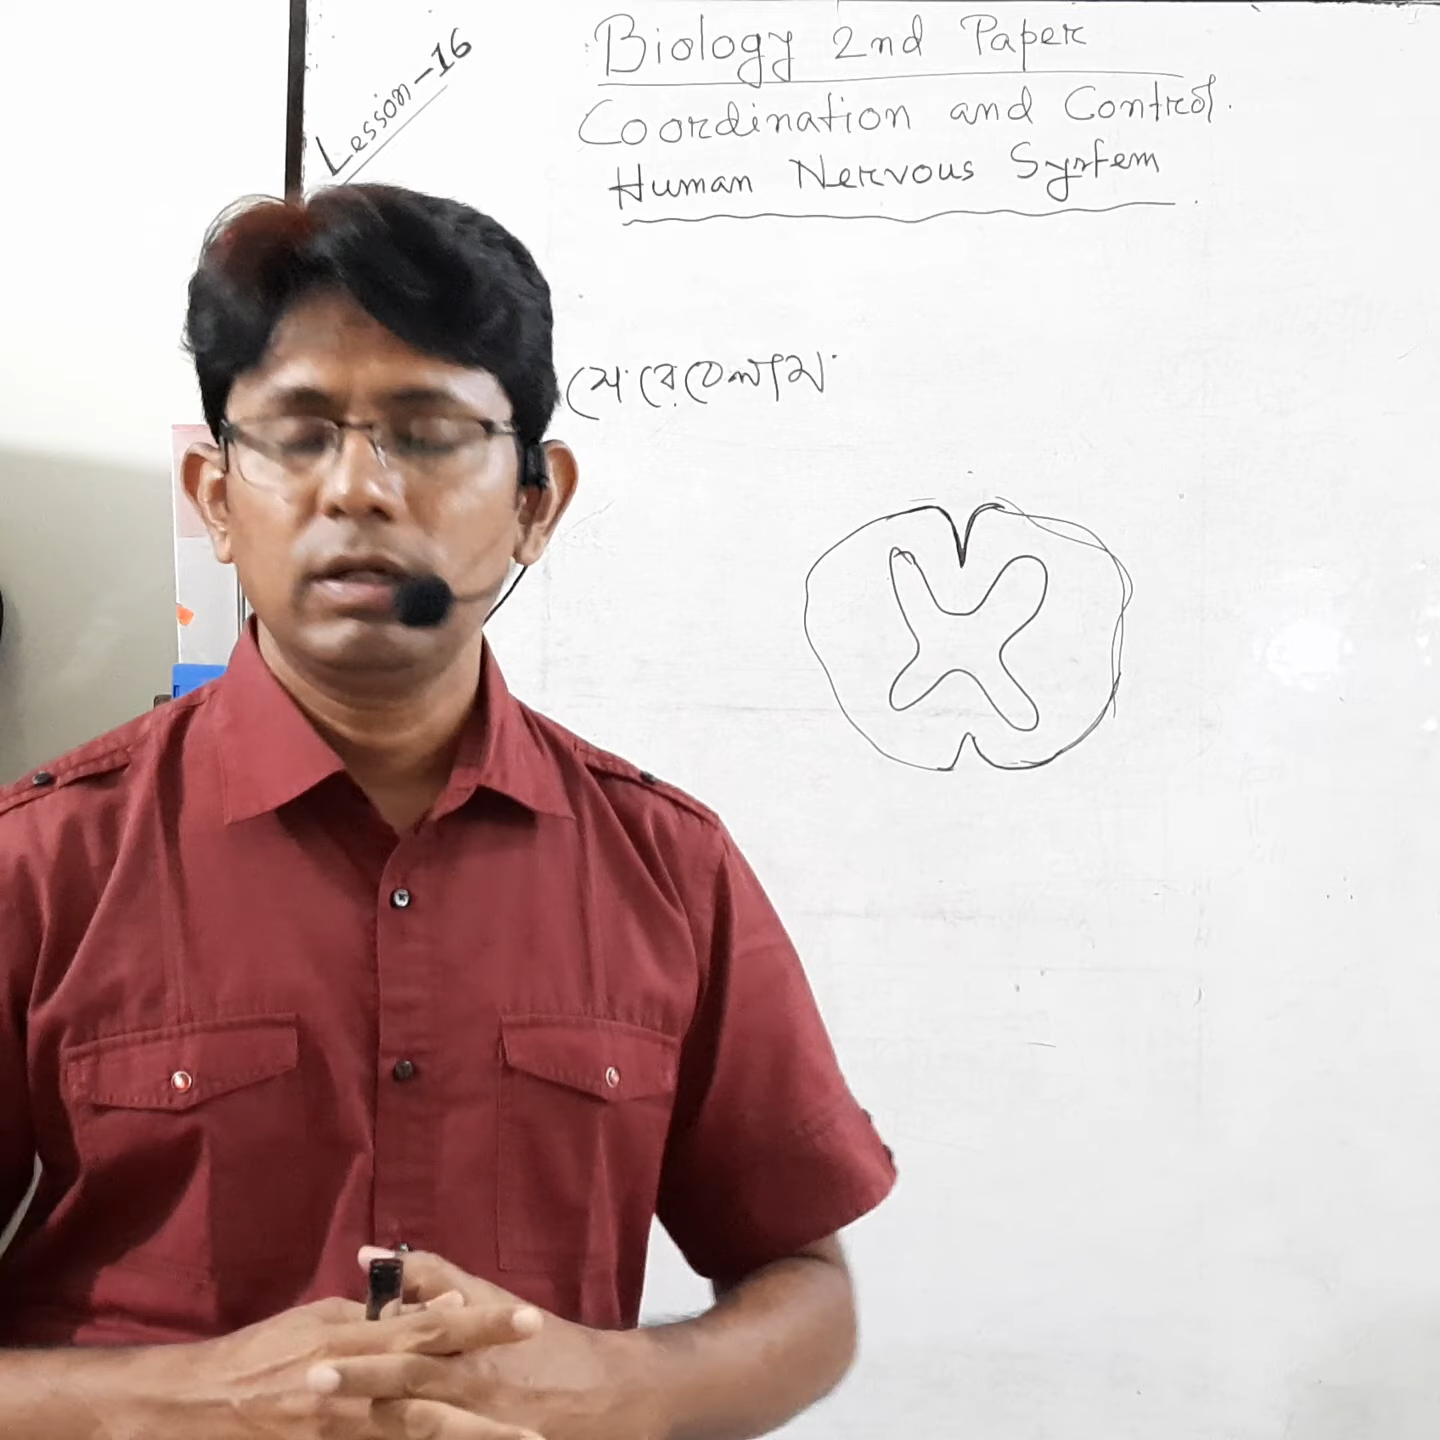 Lesson-16
Biology 2nd Paper
Coordination and Control.
Human Nervous System
সেরেবেলাম